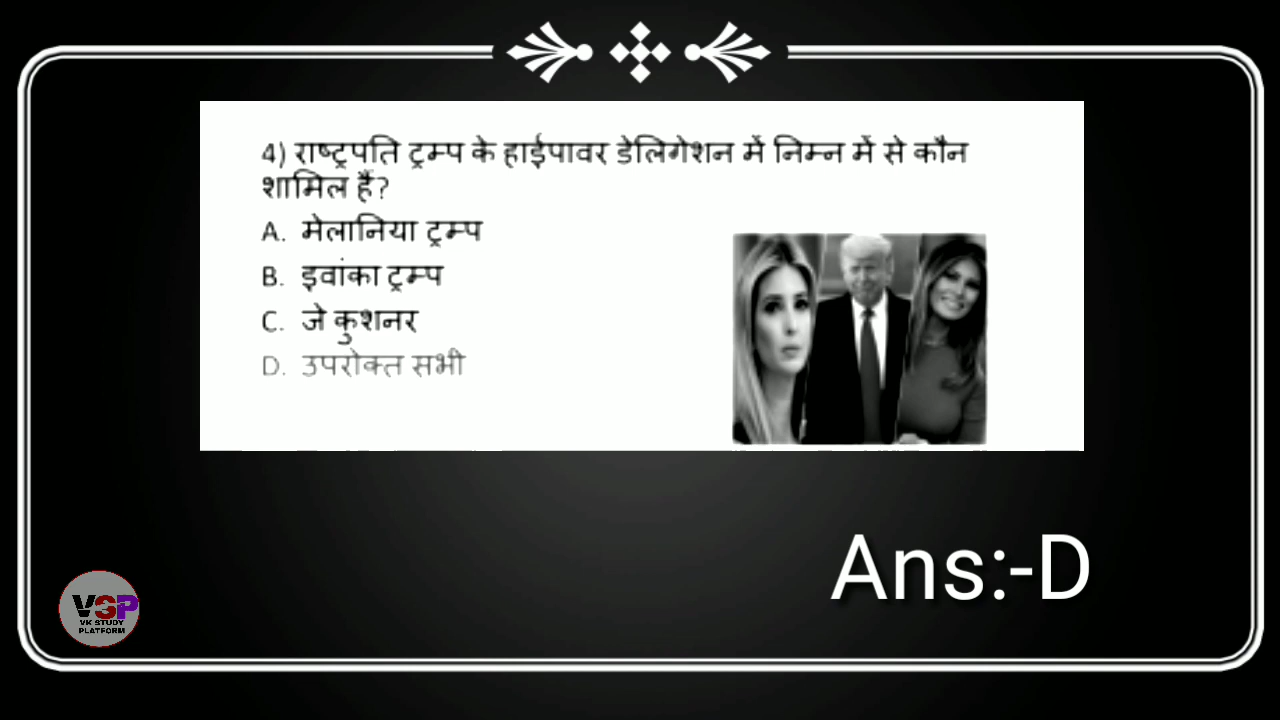 4) राष्ट्रपति ट्रम्प के हाईपावर डेलिगेशन में निम्न में से कौन
शामिल हैं?
A. मेलानिया ट्रम्प
B. इवांका ट्रम्प
C. जे कुशनर
D. उपरोक्त सभी
Ans:-D
VSP
VK STUDY
PLATFORM